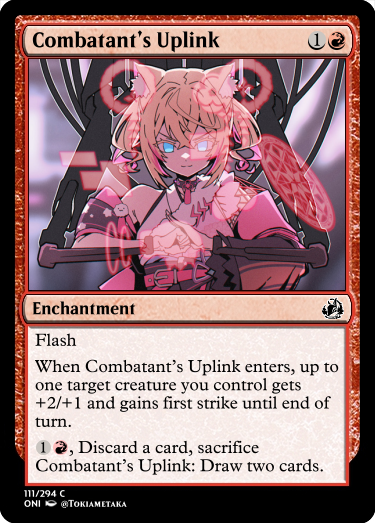 Combatant's Uplink 1
Enchantment
Flash
When Combatant's Uplink enters, up to
one target creature you control gets
+2/+1 and gains first strike until end of
turn.
1 , Discard a card, sacrifice
Combatant's Uplink: Draw two cards.
111/294 C
ONI @Tokiametaka